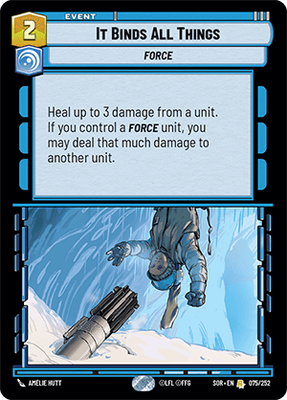 EVENT
2
IT BINDS ALL THINGS
FORCE
Heal up to 3 damage from a unit.
If you control a FORCE unit, you
may deal that much damage to
another unit.
AMÉLIE HUTT
©LFL ©FFG
SOR • EN
R
075/252